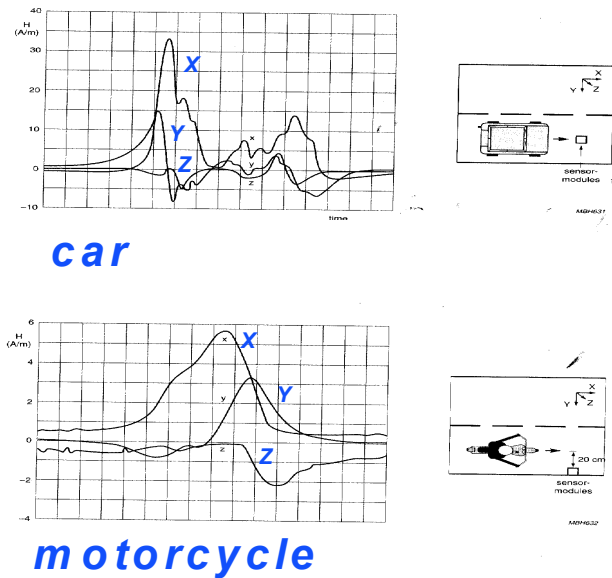 H
(A/m)
40
30
20
10
0
−10
X
Y
Z
x
y
z
time
car
X
Y
Z
sensor-
modules
MBH631
H
(A/m)
6
4
2
0
−2
−4
x
X
y
Y
z
Z
motorcycle
X
Y
Z
20 cm
sensor-
modules
MBH632